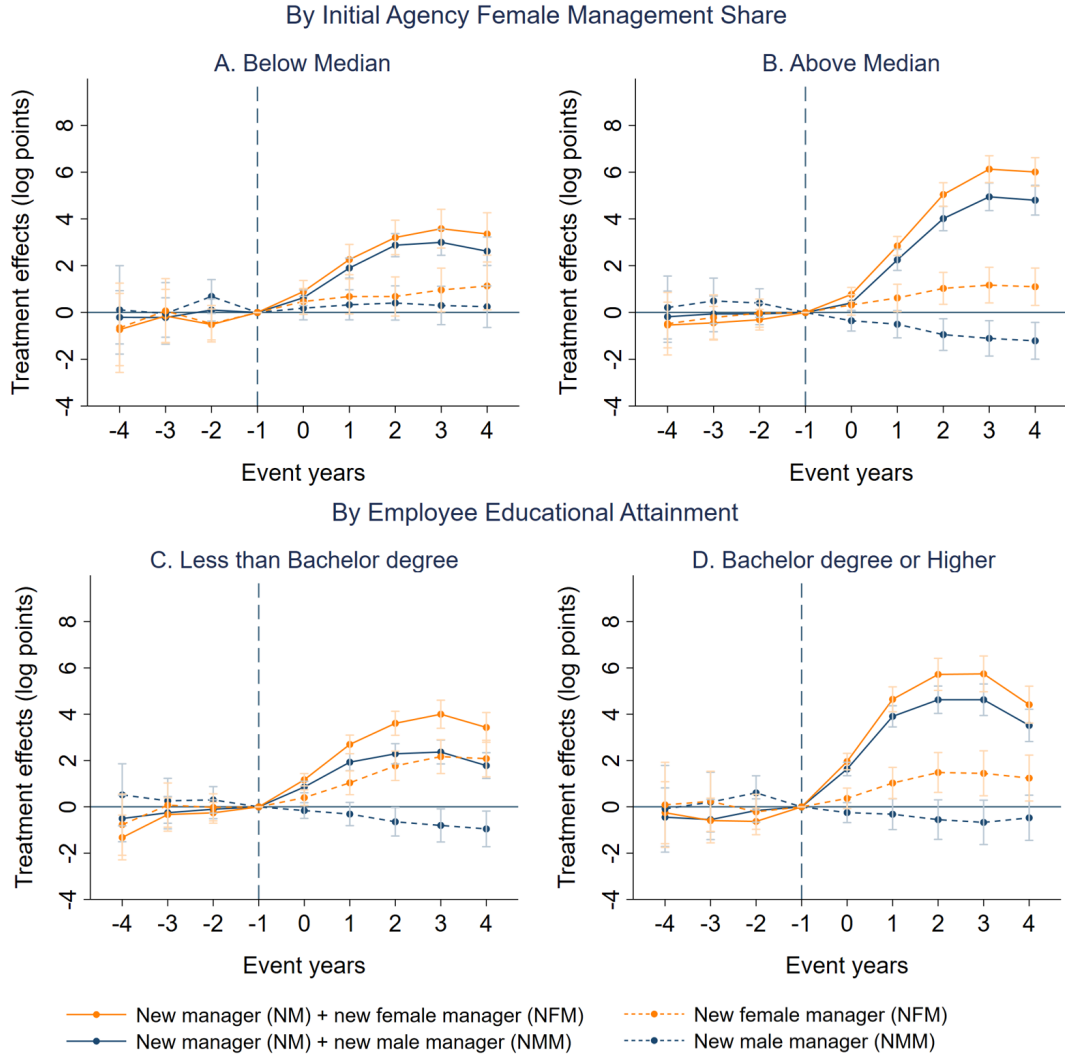 By Initial Agency Female Management Share
A. Below Median
B. Above Median
Treatment effects (log points)
8
6
4
2
0
-2
-4
-4 -3 -2 -1 0 1 2 3 4
Event years
Treatment effects (log points)
8
6
4
2
0
-2
-4
-4 -3 -2 -1 0 1 2 3 4
Event years
By Employee Educational Attainment
C. Less than Bachelor degree
D. Bachelor degree or Higher
Treatment effects (log points)
8
6
4
2
0
-2
-4
-4 -3 -2 -1 0 1 2 3 4
Event years
Treatment effects (log points)
8
6
4
2
0
-2
-4
-4 -3 -2 -1 0 1 2 3 4
Event years
New manager (NM) + new female manager (NFM)
New female manager (NFM)
New manager (NM) + new male manager (NMM)
New male manager (NMM)